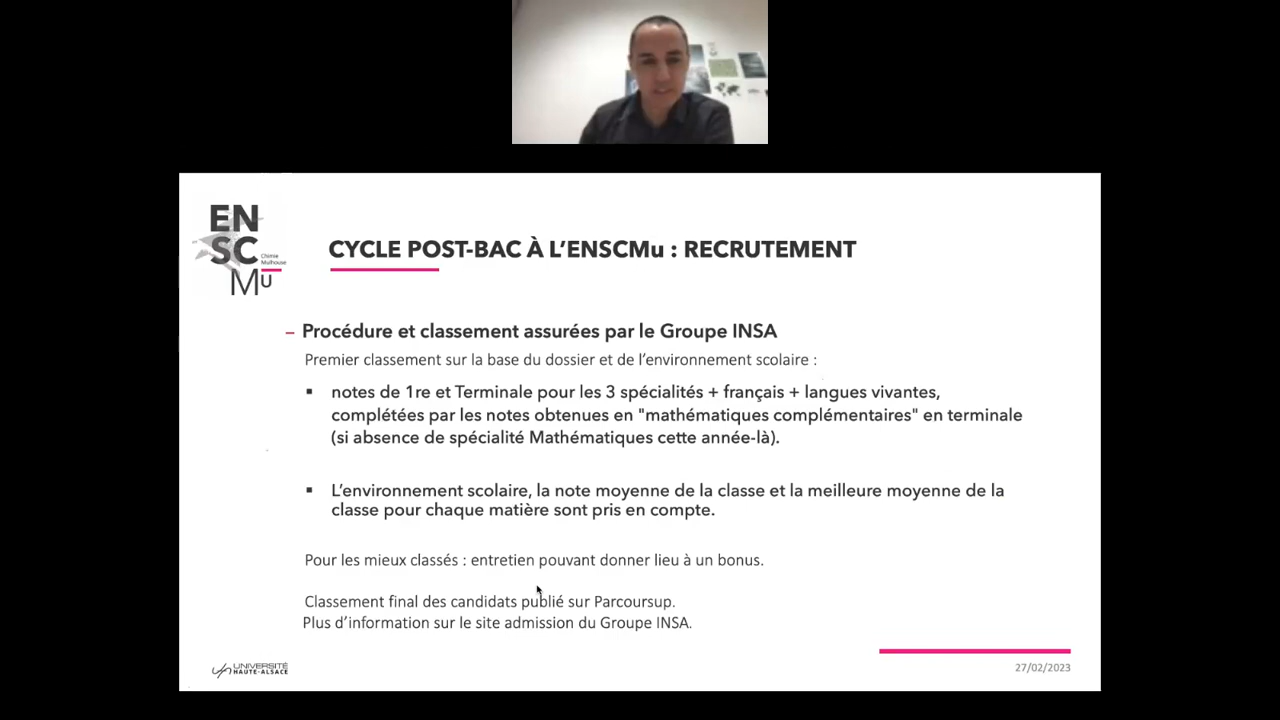 EN
SC
Mu
Chimie
Mulhouse
CYCLE POST-BAC À L'ENSCMu : RECRUTEMENT
– Procédure et classement assurées par le Groupe INSA
Premier classement sur la base du dossier et de l'environnement scolaire :
▪ notes de 1re et Terminale pour les 3 spécialités + français + langues vivantes,
complétées par les notes obtenues en "mathématiques complémentaires" en terminale
(si absence de spécialité Mathématiques cette année-là).
▪ L'environnement scolaire, la note moyenne de la classe et la meilleure moyenne de la
classe pour chaque matière sont pris en compte.
Pour les mieux classés : entretien pouvant donner lieu à un bonus.
Classement final des candidats publié sur Parcoursup.
Plus d'information sur le site admission du Groupe INSA.
UNIVERSITÉ
HAUTE-ALSACE
27/02/2023